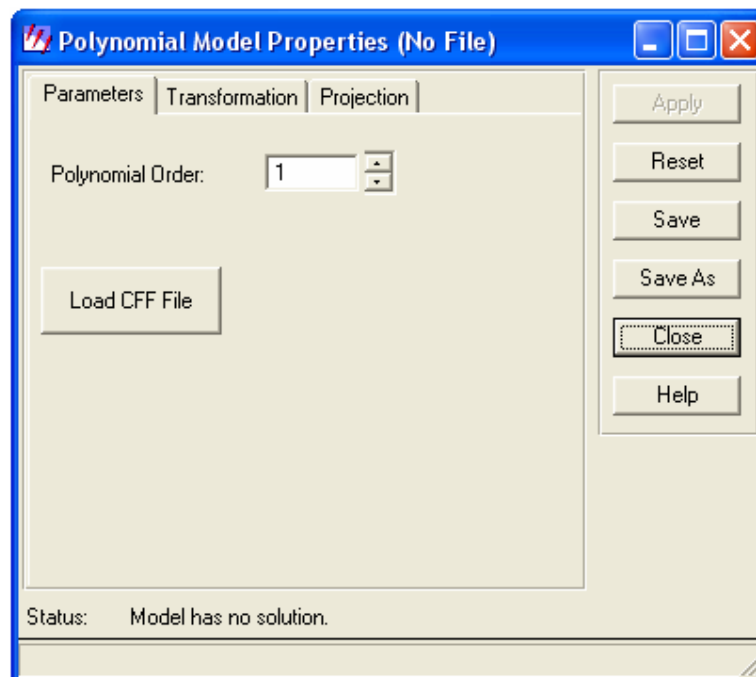 Polynomial Model Properties (No File)
Parameters Transformation Projection
Polynomial Order: 1
Load CFF File
Apply
Reset
Save
Save As
Close
Help
Status: Model has no solution.